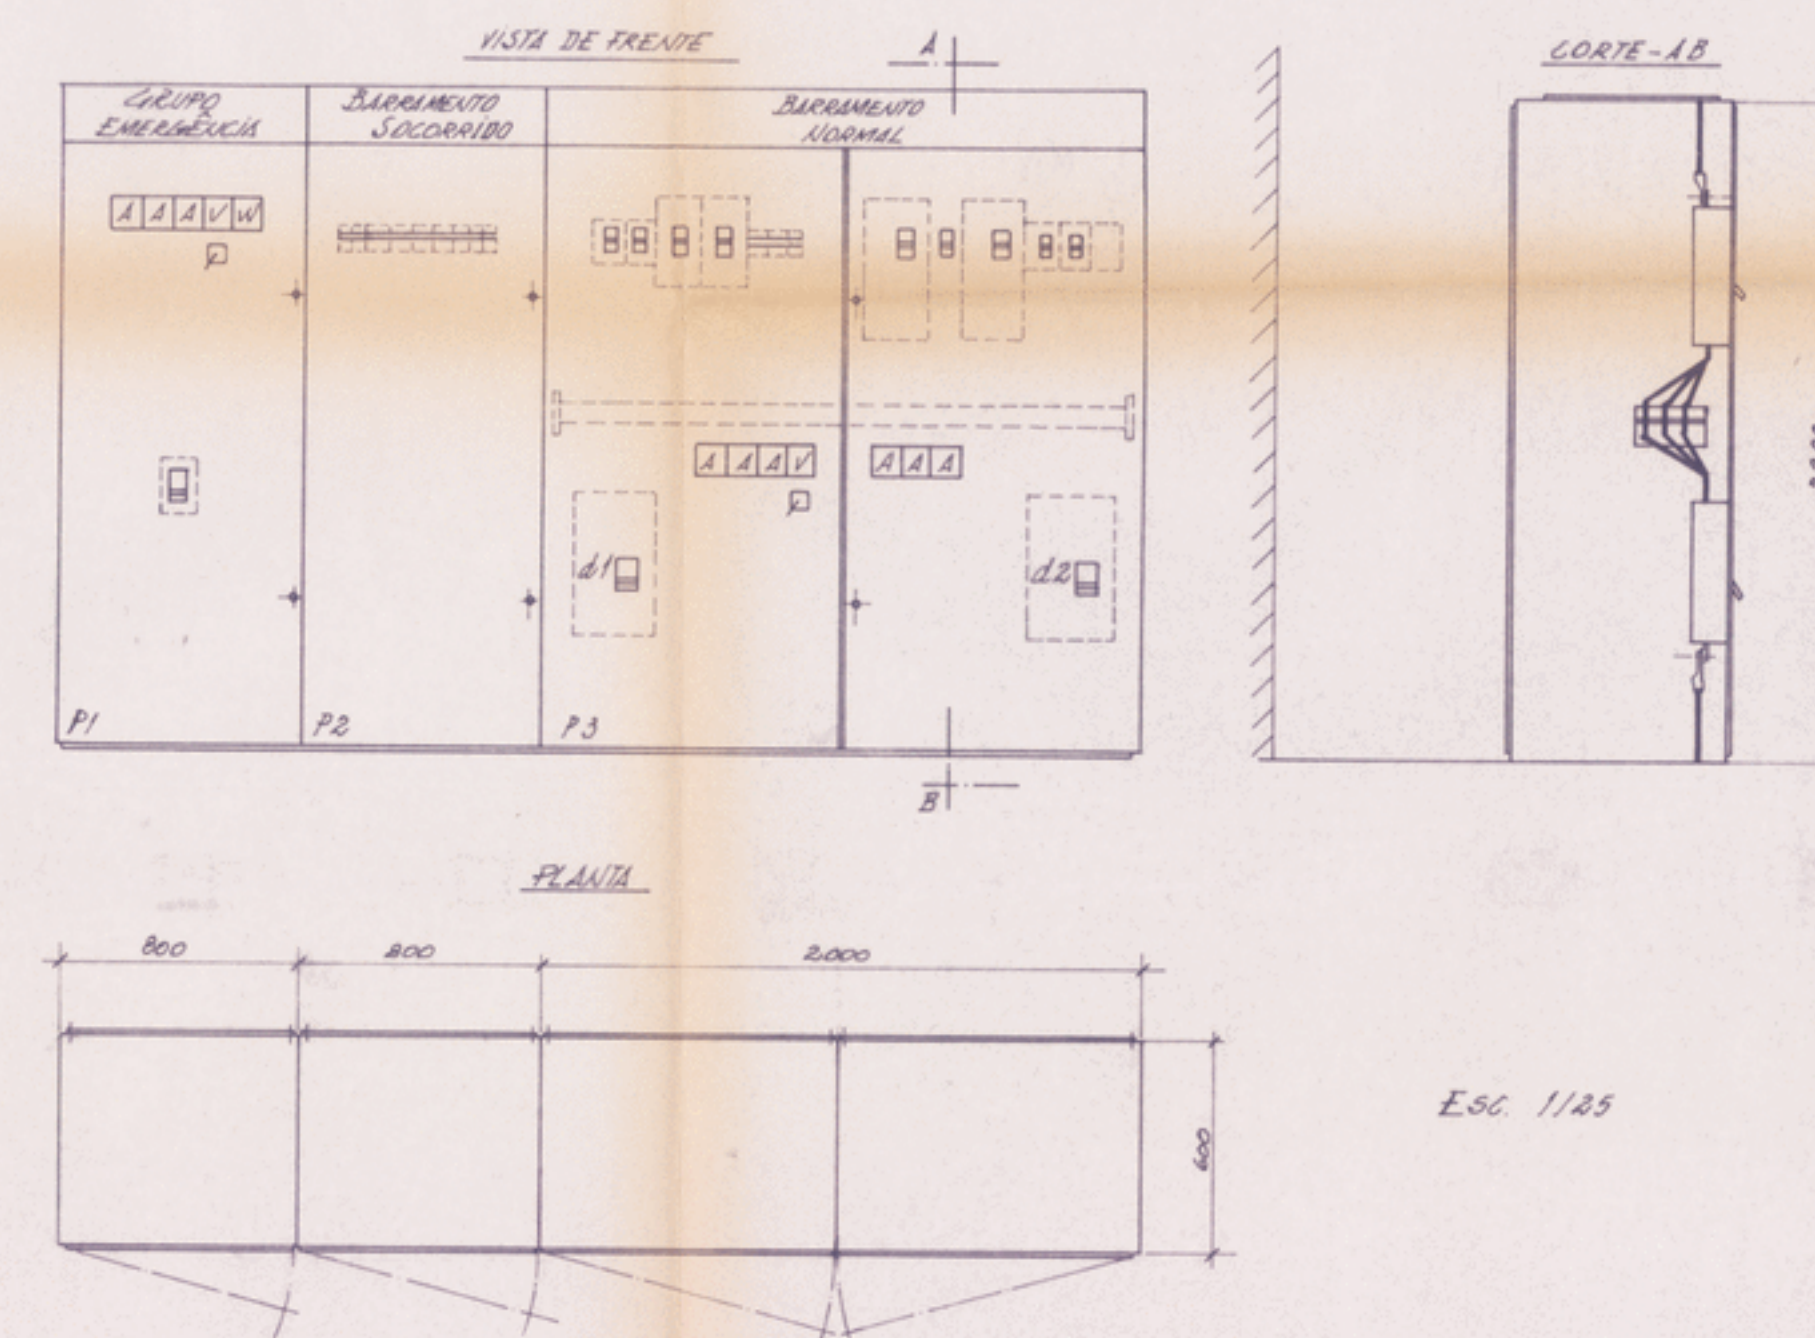 VISTA DE FRENTE
A
CORTE-AB
GRUPO
EMERGÊNCIA
BARRAMENTO
SOCORRIDO
BARRAMENTO
NORMAL
A A A V W
A A A V
A A A
d1
d2
P1
P2
P3
B
PLANTA
800
800
2000
600
Esc. 1/25